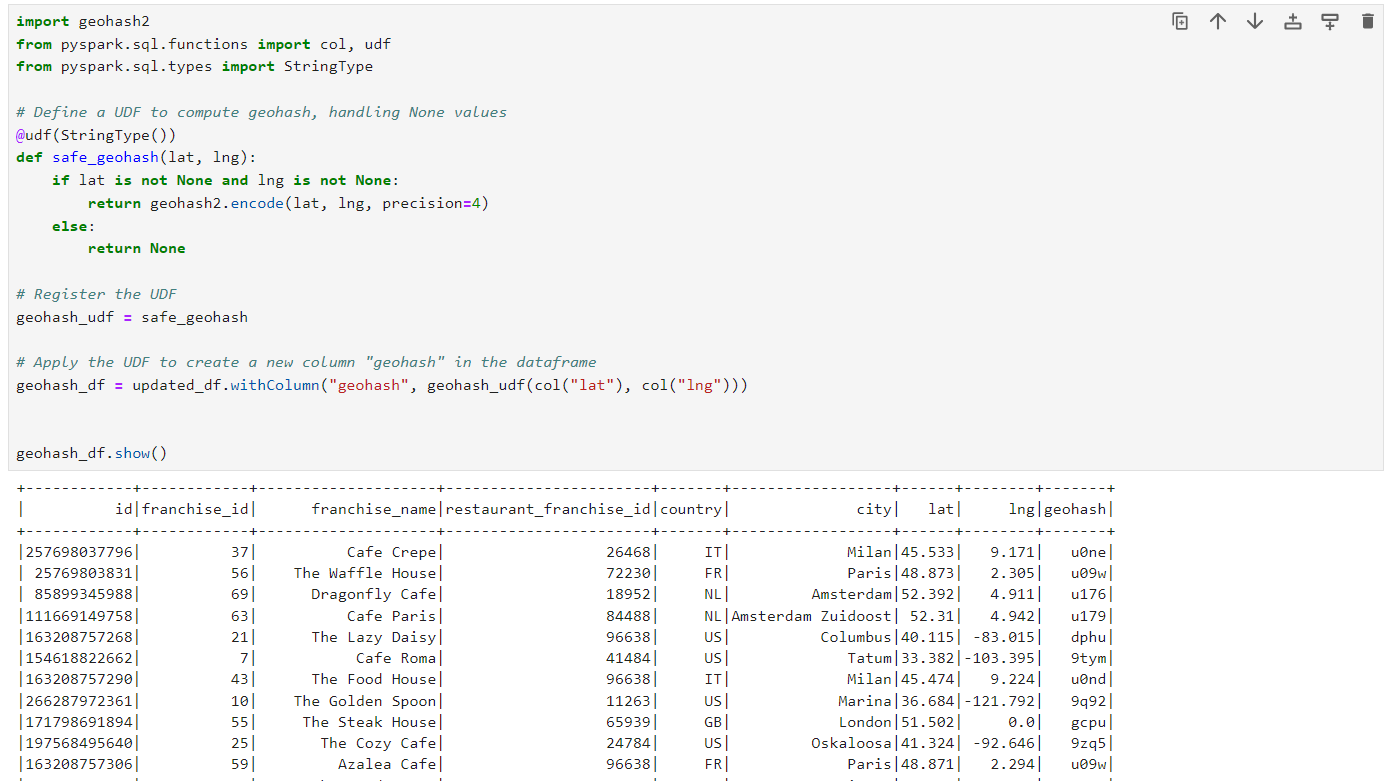 import geohash2
from pyspark.sql.functions import col, udf
from pyspark.sql.types import StringType

# Define a UDF to compute geohash, handling None values
@udf(StringType())
def safe_geohash(lat, lng):
    if lat is not None and lng is not None:
        return geohash2.encode(lat, lng, precision=4)
    else:
        return None

# Register the UDF
geohash_udf = safe_geohash

# Apply the UDF to create a new column "geohash" in the dataframe
geohash_df = updated_df.withColumn("geohash", geohash_udf(col("lat"), col("lng")))


geohash_df.show()
+------------+------------+--------------------+-----------------------+-------+------------------+------+--------+-------+
|          id|franchise_id|      franchise_name|restaurant_franchise_id|country|              city|   lat|     lng|geohash|
+------------+------------+--------------------+-----------------------+-------+------------------+------+--------+-------+
|257698037796|          37|          Cafe Crepe|                  26468|     IT|             Milan|45.533|   9.171|   u0ne|
| 25769803831|          56|    The Waffle House|                  72230|     FR|             Paris|48.873|   2.305|   u09w|
| 85899345988|          69|      Dragonfly Cafe|                  18952|     NL|         Amsterdam|52.392|   4.911|   u176|
|111669149758|          63|          Cafe Paris|                  84488|     NL|Amsterdam Zuidoost| 52.31|   4.942|   u179|
|163208757268|          21|      The Lazy Daisy|                  96638|     US|          Columbus|40.115| -83.015|   dphu|
|154618822662|           7|           Cafe Roma|                  41484|     US|             Tatum|33.382|-103.395|   9tym|
|163208757290|          43|      The Food House|                  96638|     IT|             Milan|45.474|   9.224|   u0nd|
|266287972361|          10|    The Golden Spoon|                  11263|     US|            Marina|36.684|-121.792|   9q92|
|171798691894|          55|     The Steak House|                  65939|     GB|            London|51.502|     0.0|   gcpu|
|197568495640|          25|       The Cozy Cafe|                  24784|     US|         Oskaloosa|41.324| -92.646|   9zq5|
|163208757306|          59|         Azalea Cafe|                  96638|     FR|             Paris|48.871|   2.294|   u09w|